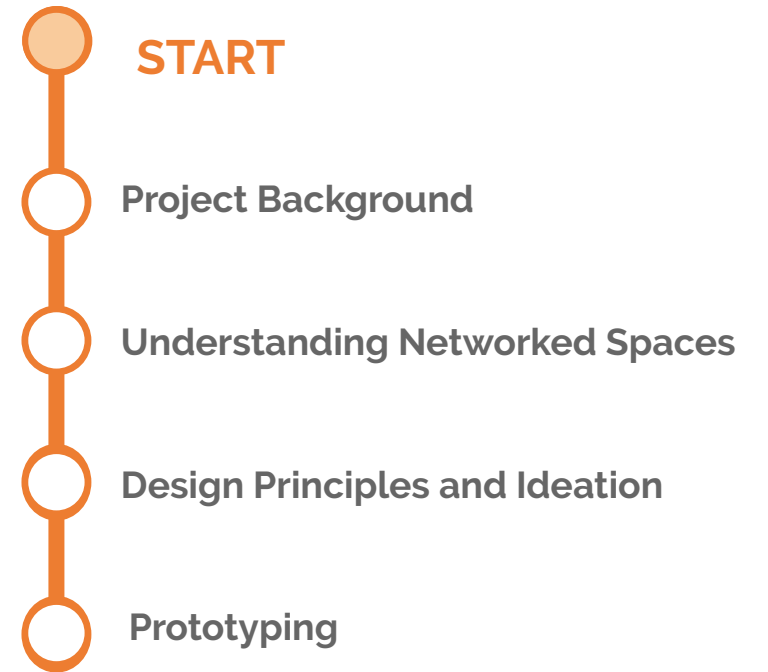 START
Project Background
Understanding Networked Spaces
Design Principles and Ideation
Prototyping